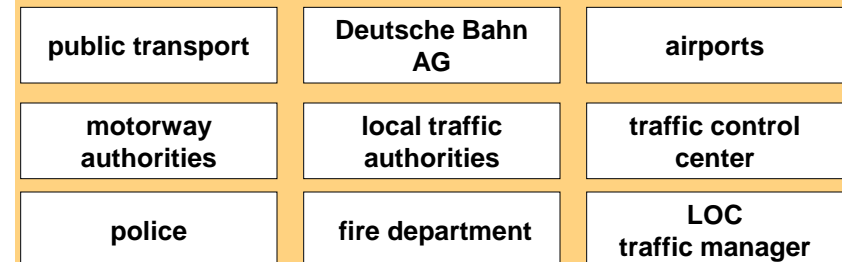 public transport
Deutsche Bahn
AG
airports
motorway
authorities
local traffic
authorities
traffic control
center
police
fire department
LOC
traffic manager